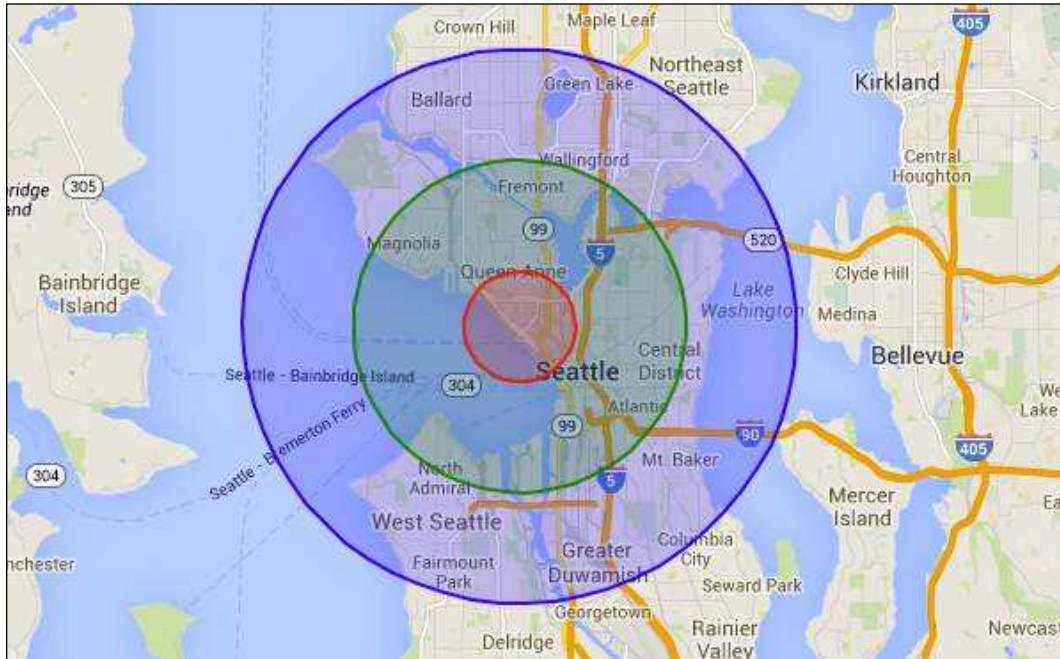 Crown Hill
Maple Leaf
405
Northeast
Seattle
Kirkland
Green Lake
Ballard
Central
Houghton
Wallingford
305
Fremont
99
520
Magnolia
5
Queen Anne
Clyde Hill
Bainbridge
Island
Lake
Washington
Medina
Seattle
Central
District
Bellevue
Seattle - Bainbridge Island
304
Atlantic
99
90
405
Seattle - Bremerton Ferry
304
North
Admiral
5
Mt. Baker
Mercer
Island
West Seattle
Columbia
City
Fairmount
Park
Greater
Duwamish
Seward Park
Georgetown
Delridge
Rainier
Valley